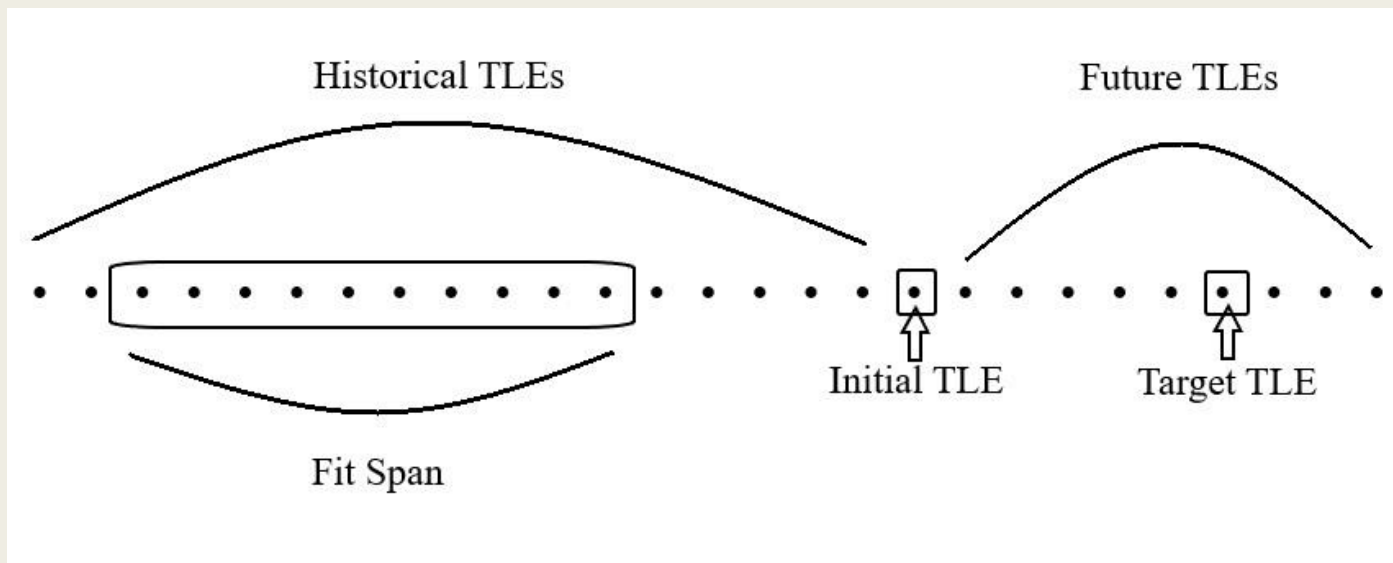 Historical TLEs
Future TLEs
Initial TLE
Target TLE
Fit Span